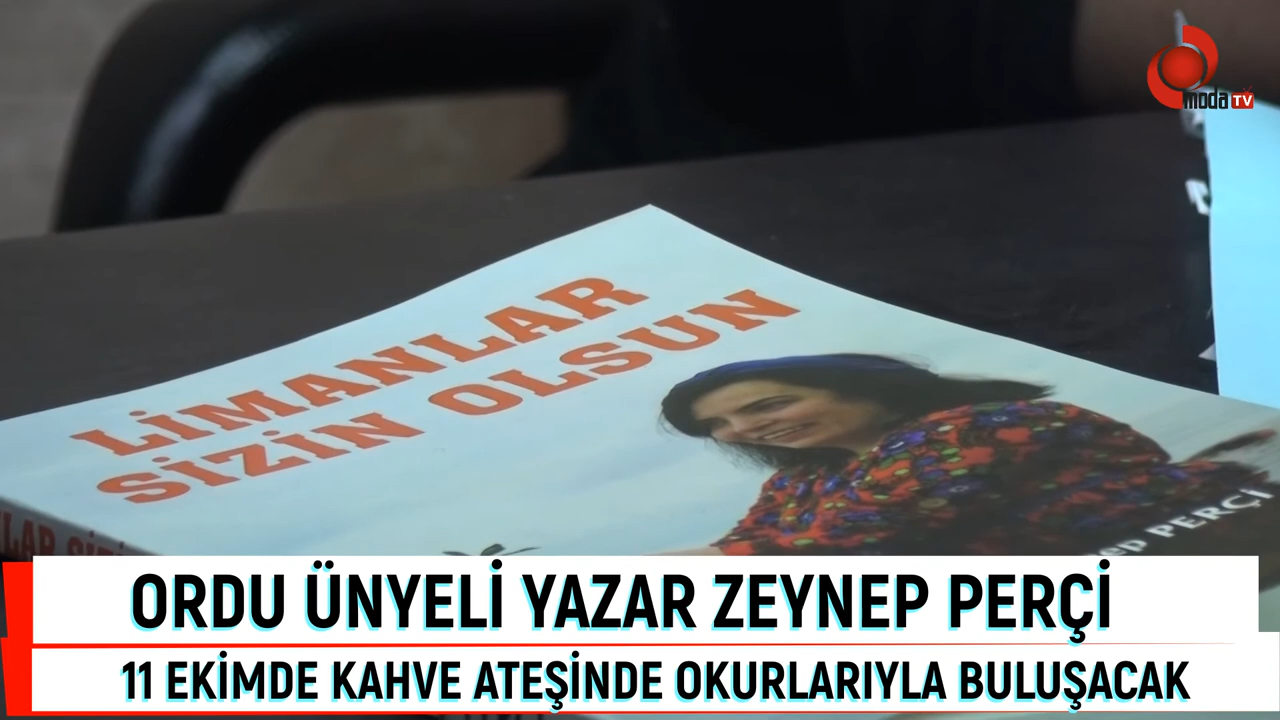 moda TV
LİMANLAR
SİZİN OLSUN
PERÇİ
ORDU ÜNYELİ YAZAR ZEYNEP PERÇİ
11 EKİMDE KAHVE ATEŞİNDE OKURLARIYLA BULUŞACAK